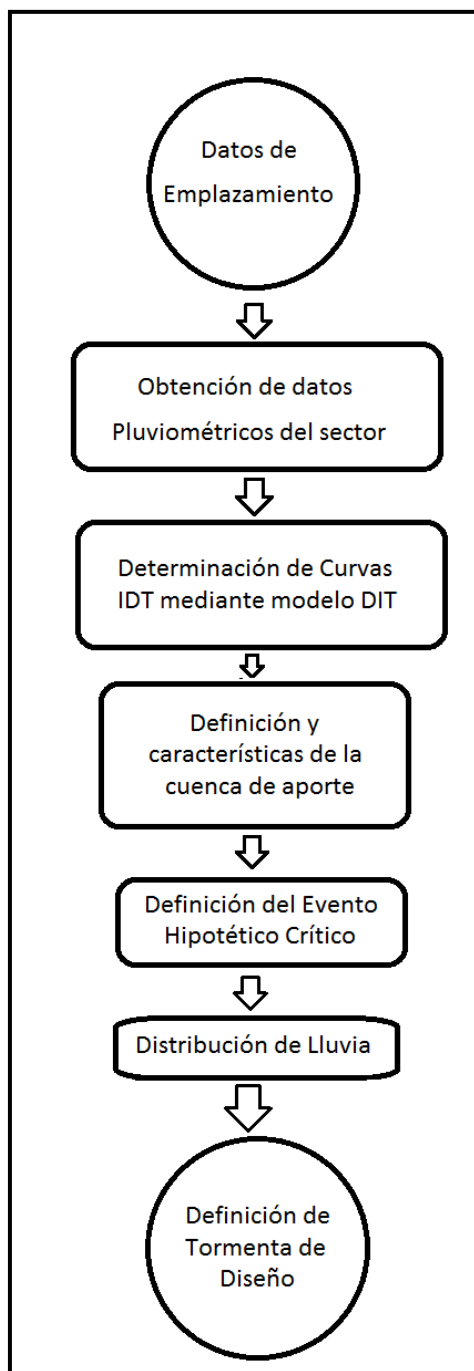 Datos de
Emplazamiento
Obtención de datos
Pluviométricos del sector
Determinación de Curvas
IDT mediante modelo DIT
Definición y
característícas de la
cuenca de aporte
Definición del Evento
Hipotético Crítico
Distribución de Lluvia
Definición de
Tormenta de
Diseño